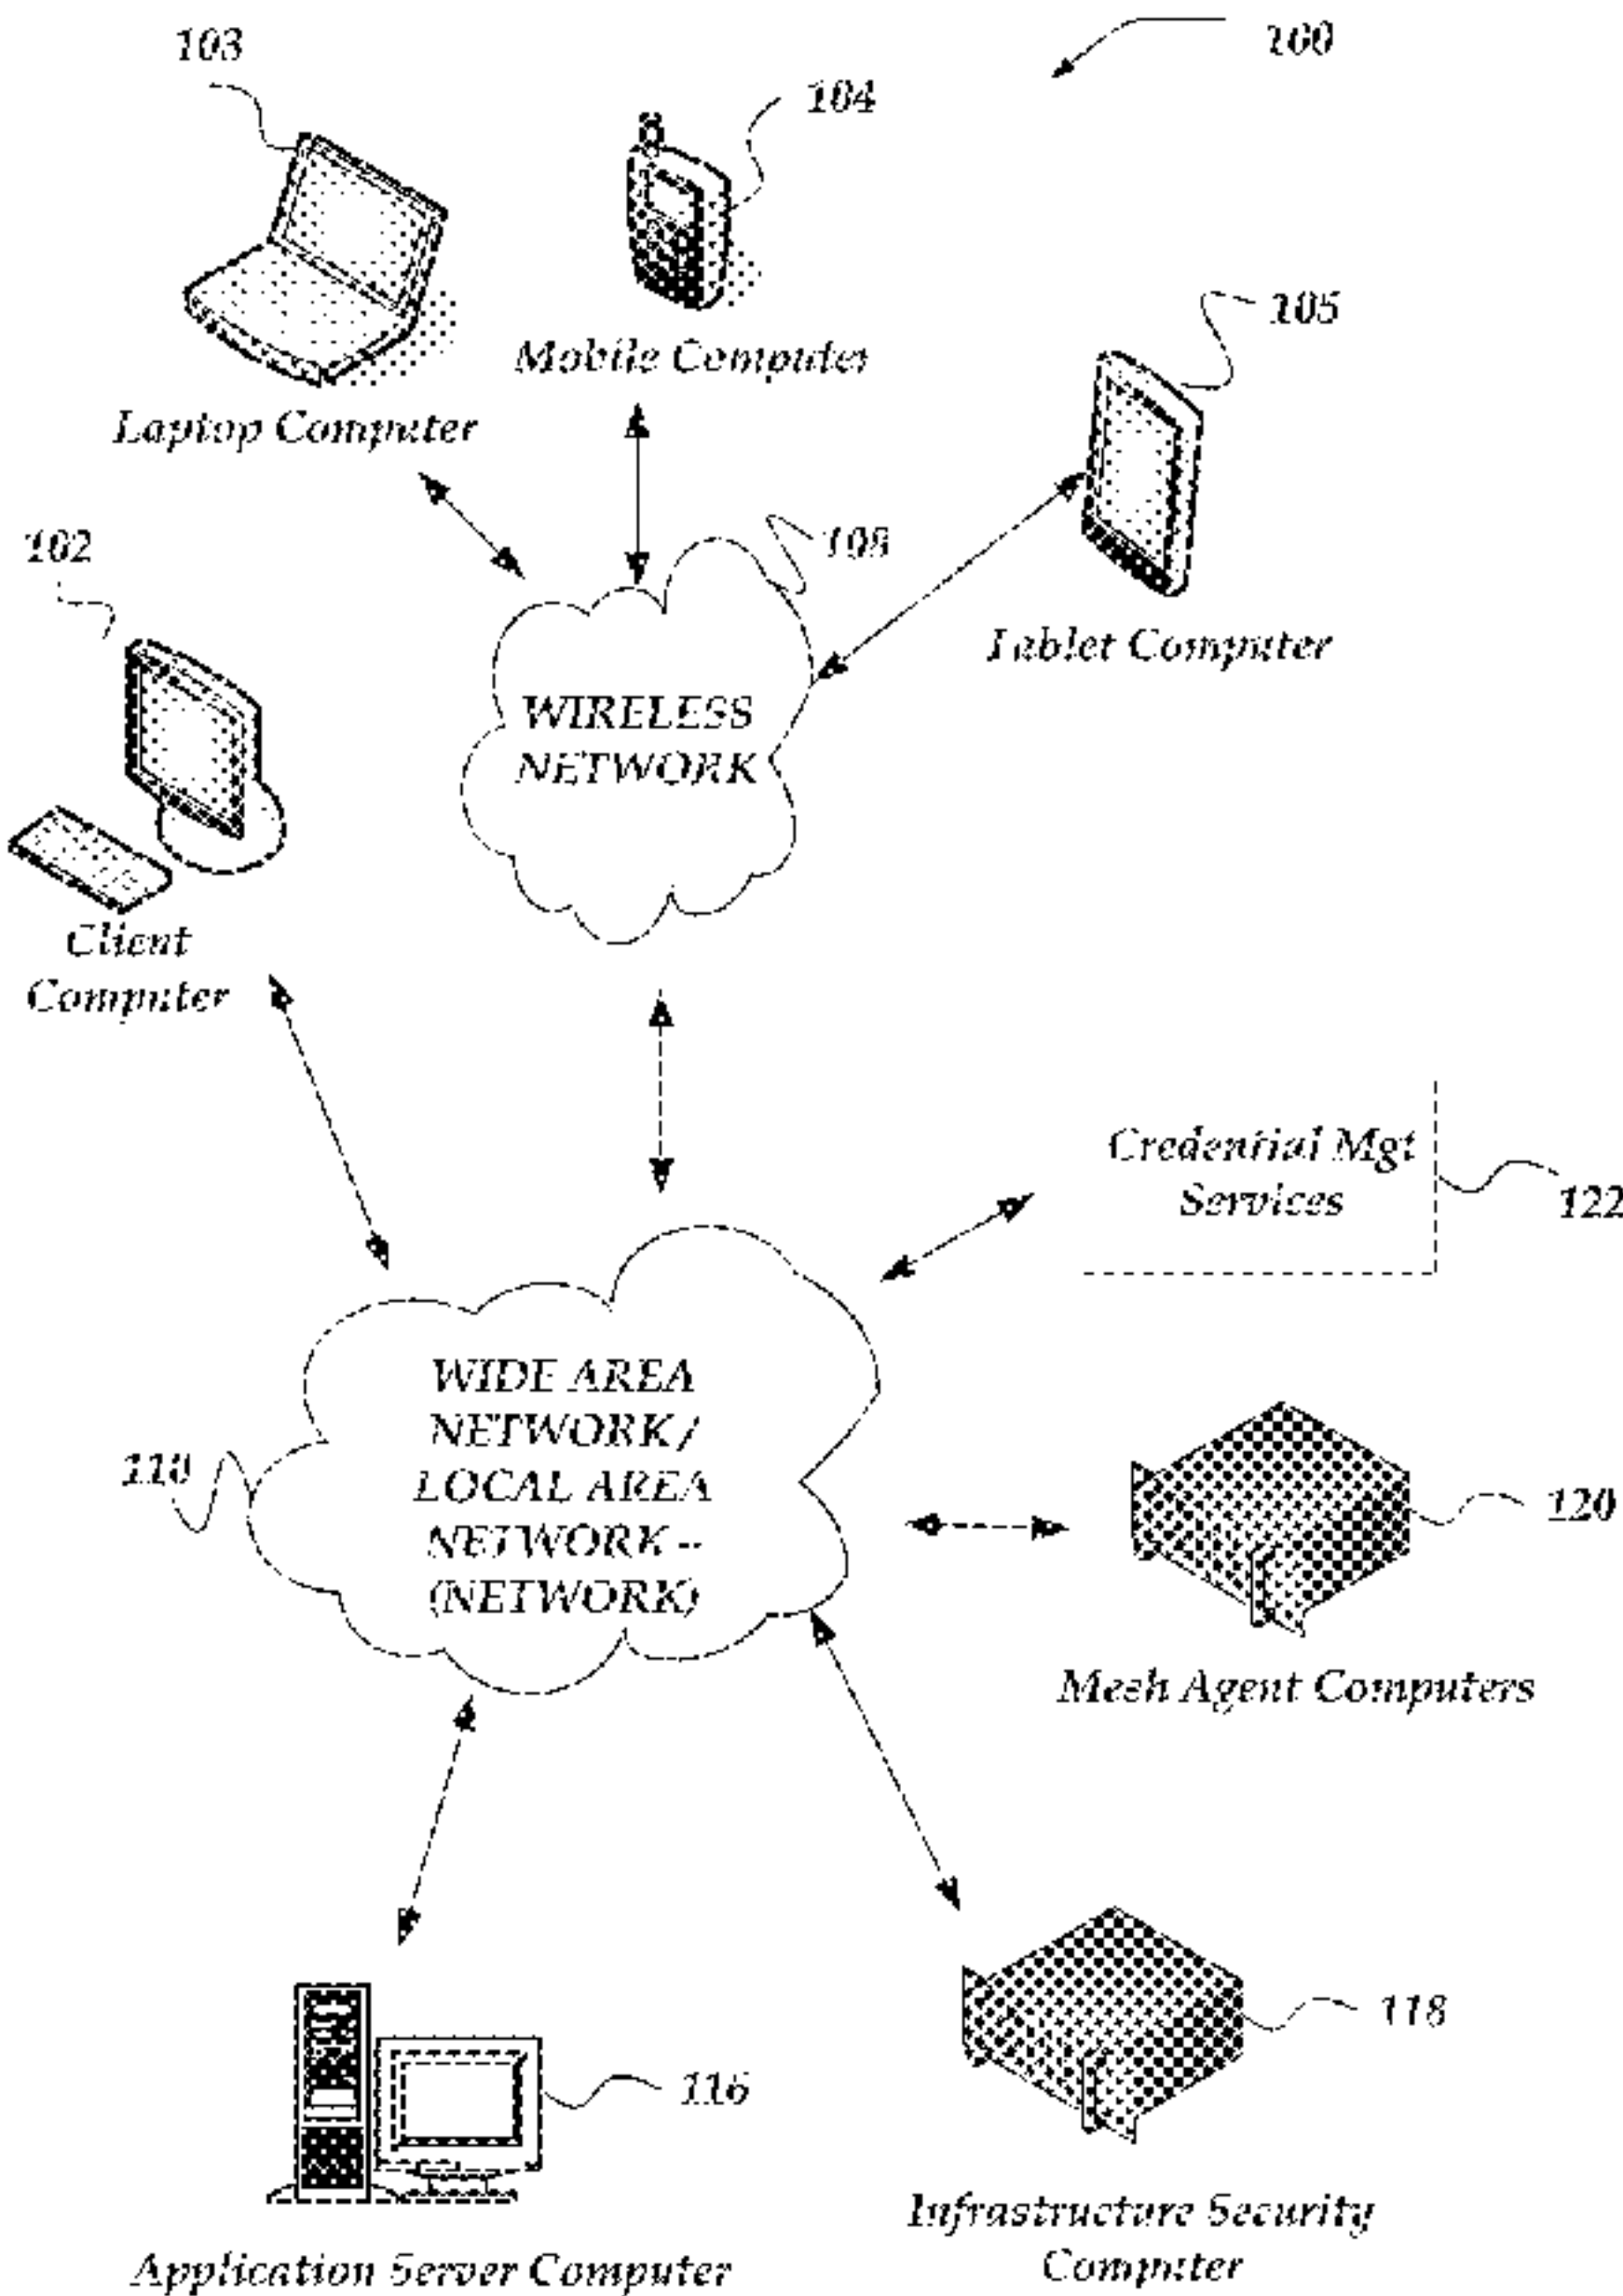 103
100
104
105
Mobile Computer
Laptop Computer
102
108
Tablet Computer
WIRELESS
NETWORK
Client
Computer
Credential Mgt
Services
122
WIDE AREA
NETWORK /
LOCAL AREA
NETWORK --
(NETWORK)
110
120
Mesh Agent Computers
118
116
Infrastructure Security
Computer
Application Server Computer